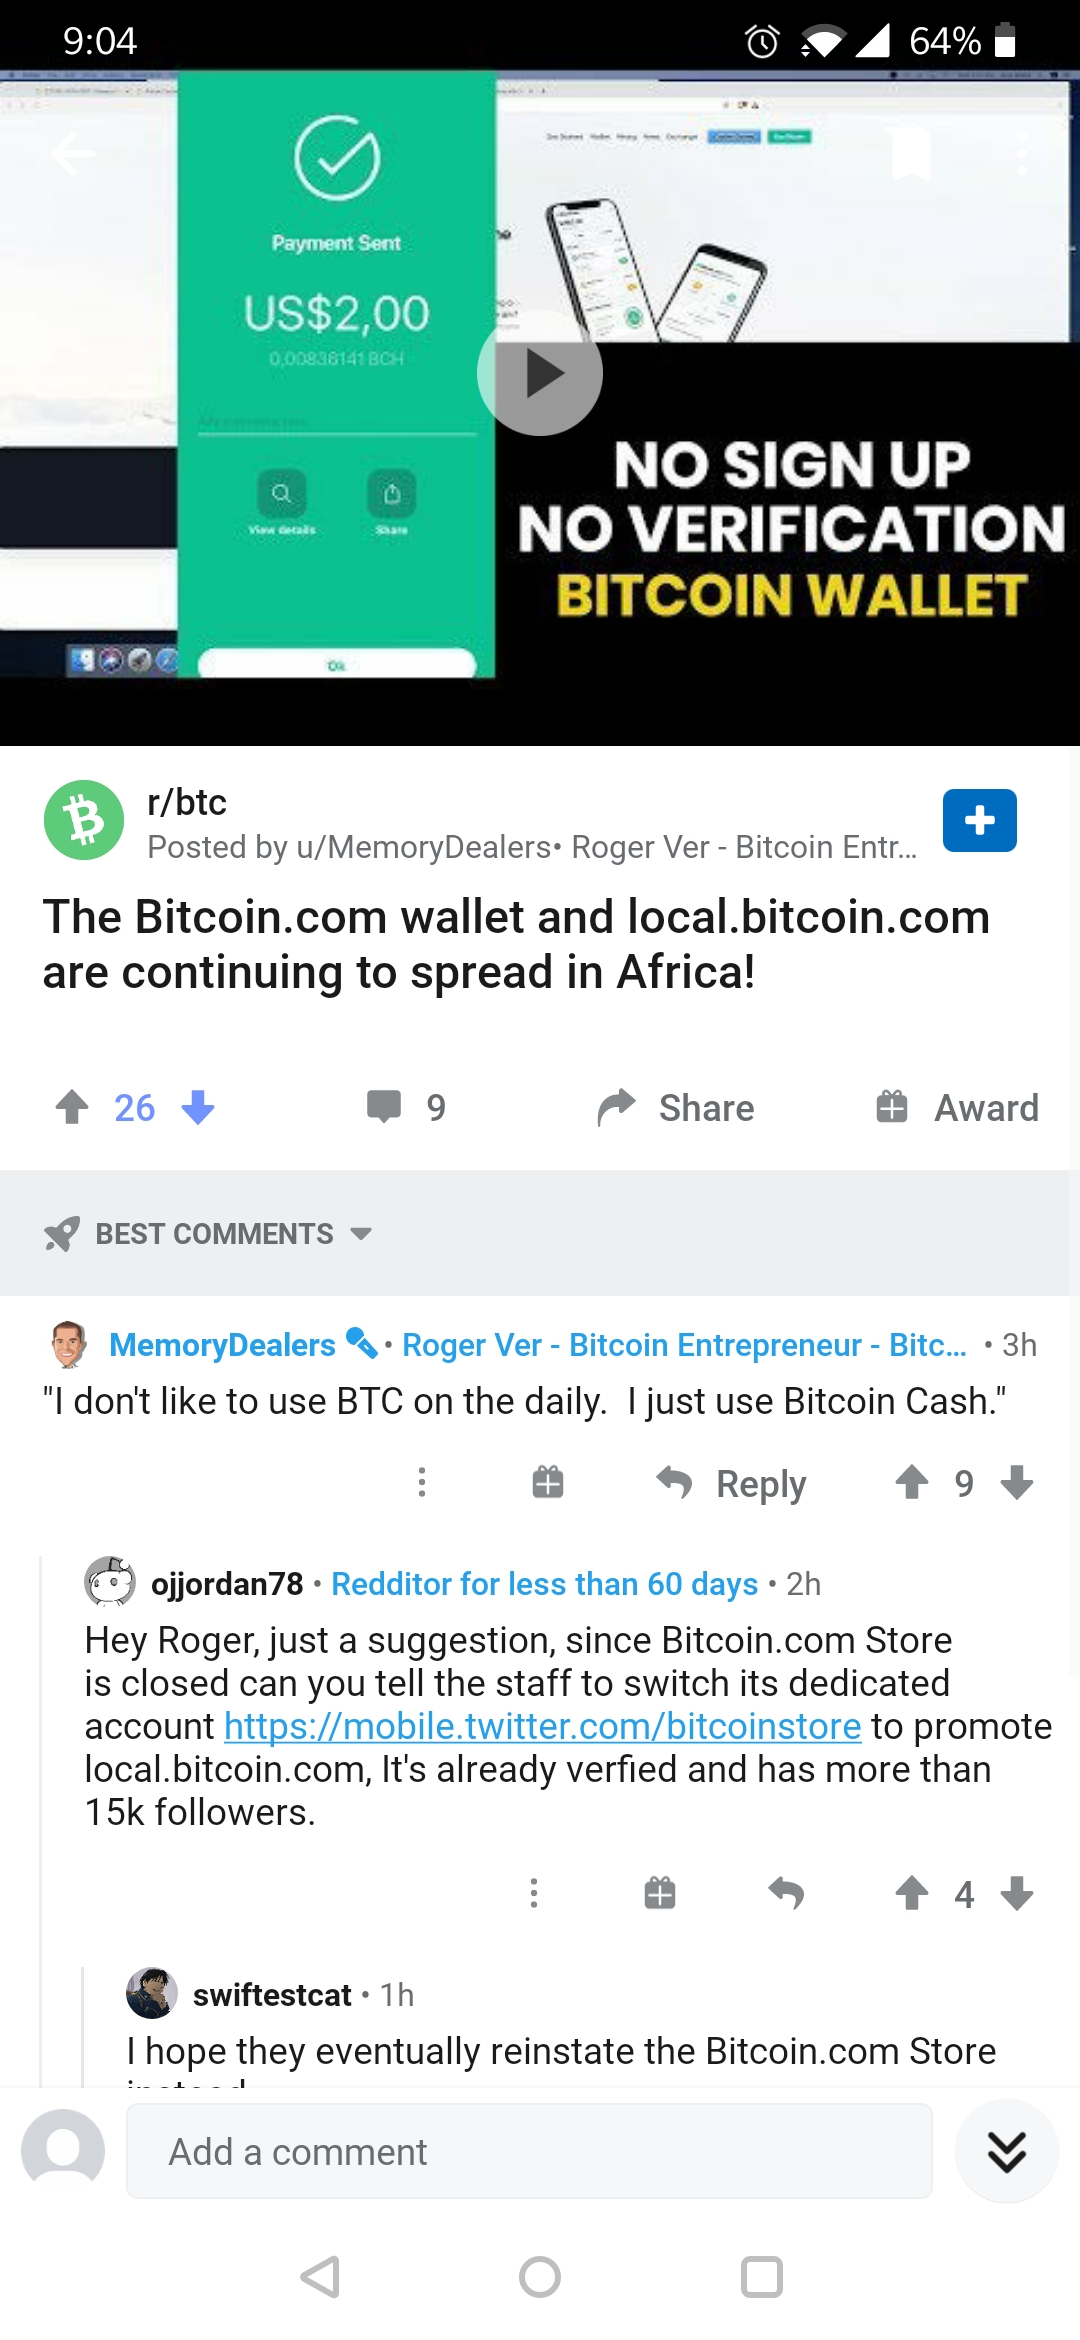 9:04
64%
Payment Sent
US$2,00
0,00836141 BCH
View details
Share
Ok
NO SIGN UP
NO VERIFICATION
BITCOIN WALLET
r/btc
Posted by u/MemoryDealers• Roger Ver - Bitcoin Entr...
The Bitcoin.com wallet and local.bitcoin.com
are continuing to spread in Africa!
26
9
Share
Award
BEST COMMENTS
MemoryDealers • Roger Ver - Bitcoin Entrepreneur - Bitc... • 3h
"I don't like to use BTC on the daily.  I just use Bitcoin Cash."
Reply
9
ojjordan78 • Redditor for less than 60 days • 2h
Hey Roger, just a suggestion, since Bitcoin.com Store
is closed can you tell the staff to switch its dedicated
account https://mobile.twitter.com/bitcoinstore to promote
local.bitcoin.com, It's already verfied and has more than
15k followers.
4
swiftestcat • 1h
I hope they eventually reinstate the Bitcoin.com Store
Add a comment